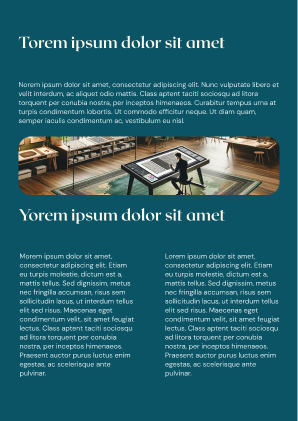 Torem ipsum dolor sit amet
Norem ipsum dolor sit amet, consectetur adipiscing elit. Nunc vulputate libero et
velit interdum, ac aliquet odio mattis. Class aptent taciti sociosqu ad litora
torquent per conubia nostra, per inceptos himenaeos. Curabitur tempus urna at
turpis condimentum lobortis. Ut commodo efficitur neque. Ut diam quam,
semper iaculis condimentum ac, vestibulum eu nisl.
Yorem ipsum dolor sit amet
Morem ipsum dolor sit amet,
consectetur adipiscing elit. Etiam
eu turpis molestie, dictum est a,
mattis tellus. Sed dignissim, metus
nec fringilla accumsan, risus sem
sollicitudin lacus, ut interdum tellus
elit sed risus. Maecenas eget
condimentum velit, sit amet feugiat
lectus. Class aptent taciti sociosqu
ad litora torquent per conubia
nostra, per inceptos himenaeos.
Praesent auctor purus luctus enim
egestas, ac scelerisque ante
pulvinar.
Lorem ipsum dolor sit amet,
consectetur adipiscing elit. Etiam
eu turpis molestie, dictum est a,
mattis tellus. Sed dignissim, metus
nec fringilla accumsan, risus sem
sollicitudin lacus, ut interdum tellus
elit sed risus. Maecenas eget
condimentum velit, sit amet feugiat
lectus. Class aptent taciti sociosqu
ad litora torquent per conubia
nostra, per inceptos himenaeos.
Praesent auctor purus luctus enim
egestas, ac scelerisque ante
pulvinar.